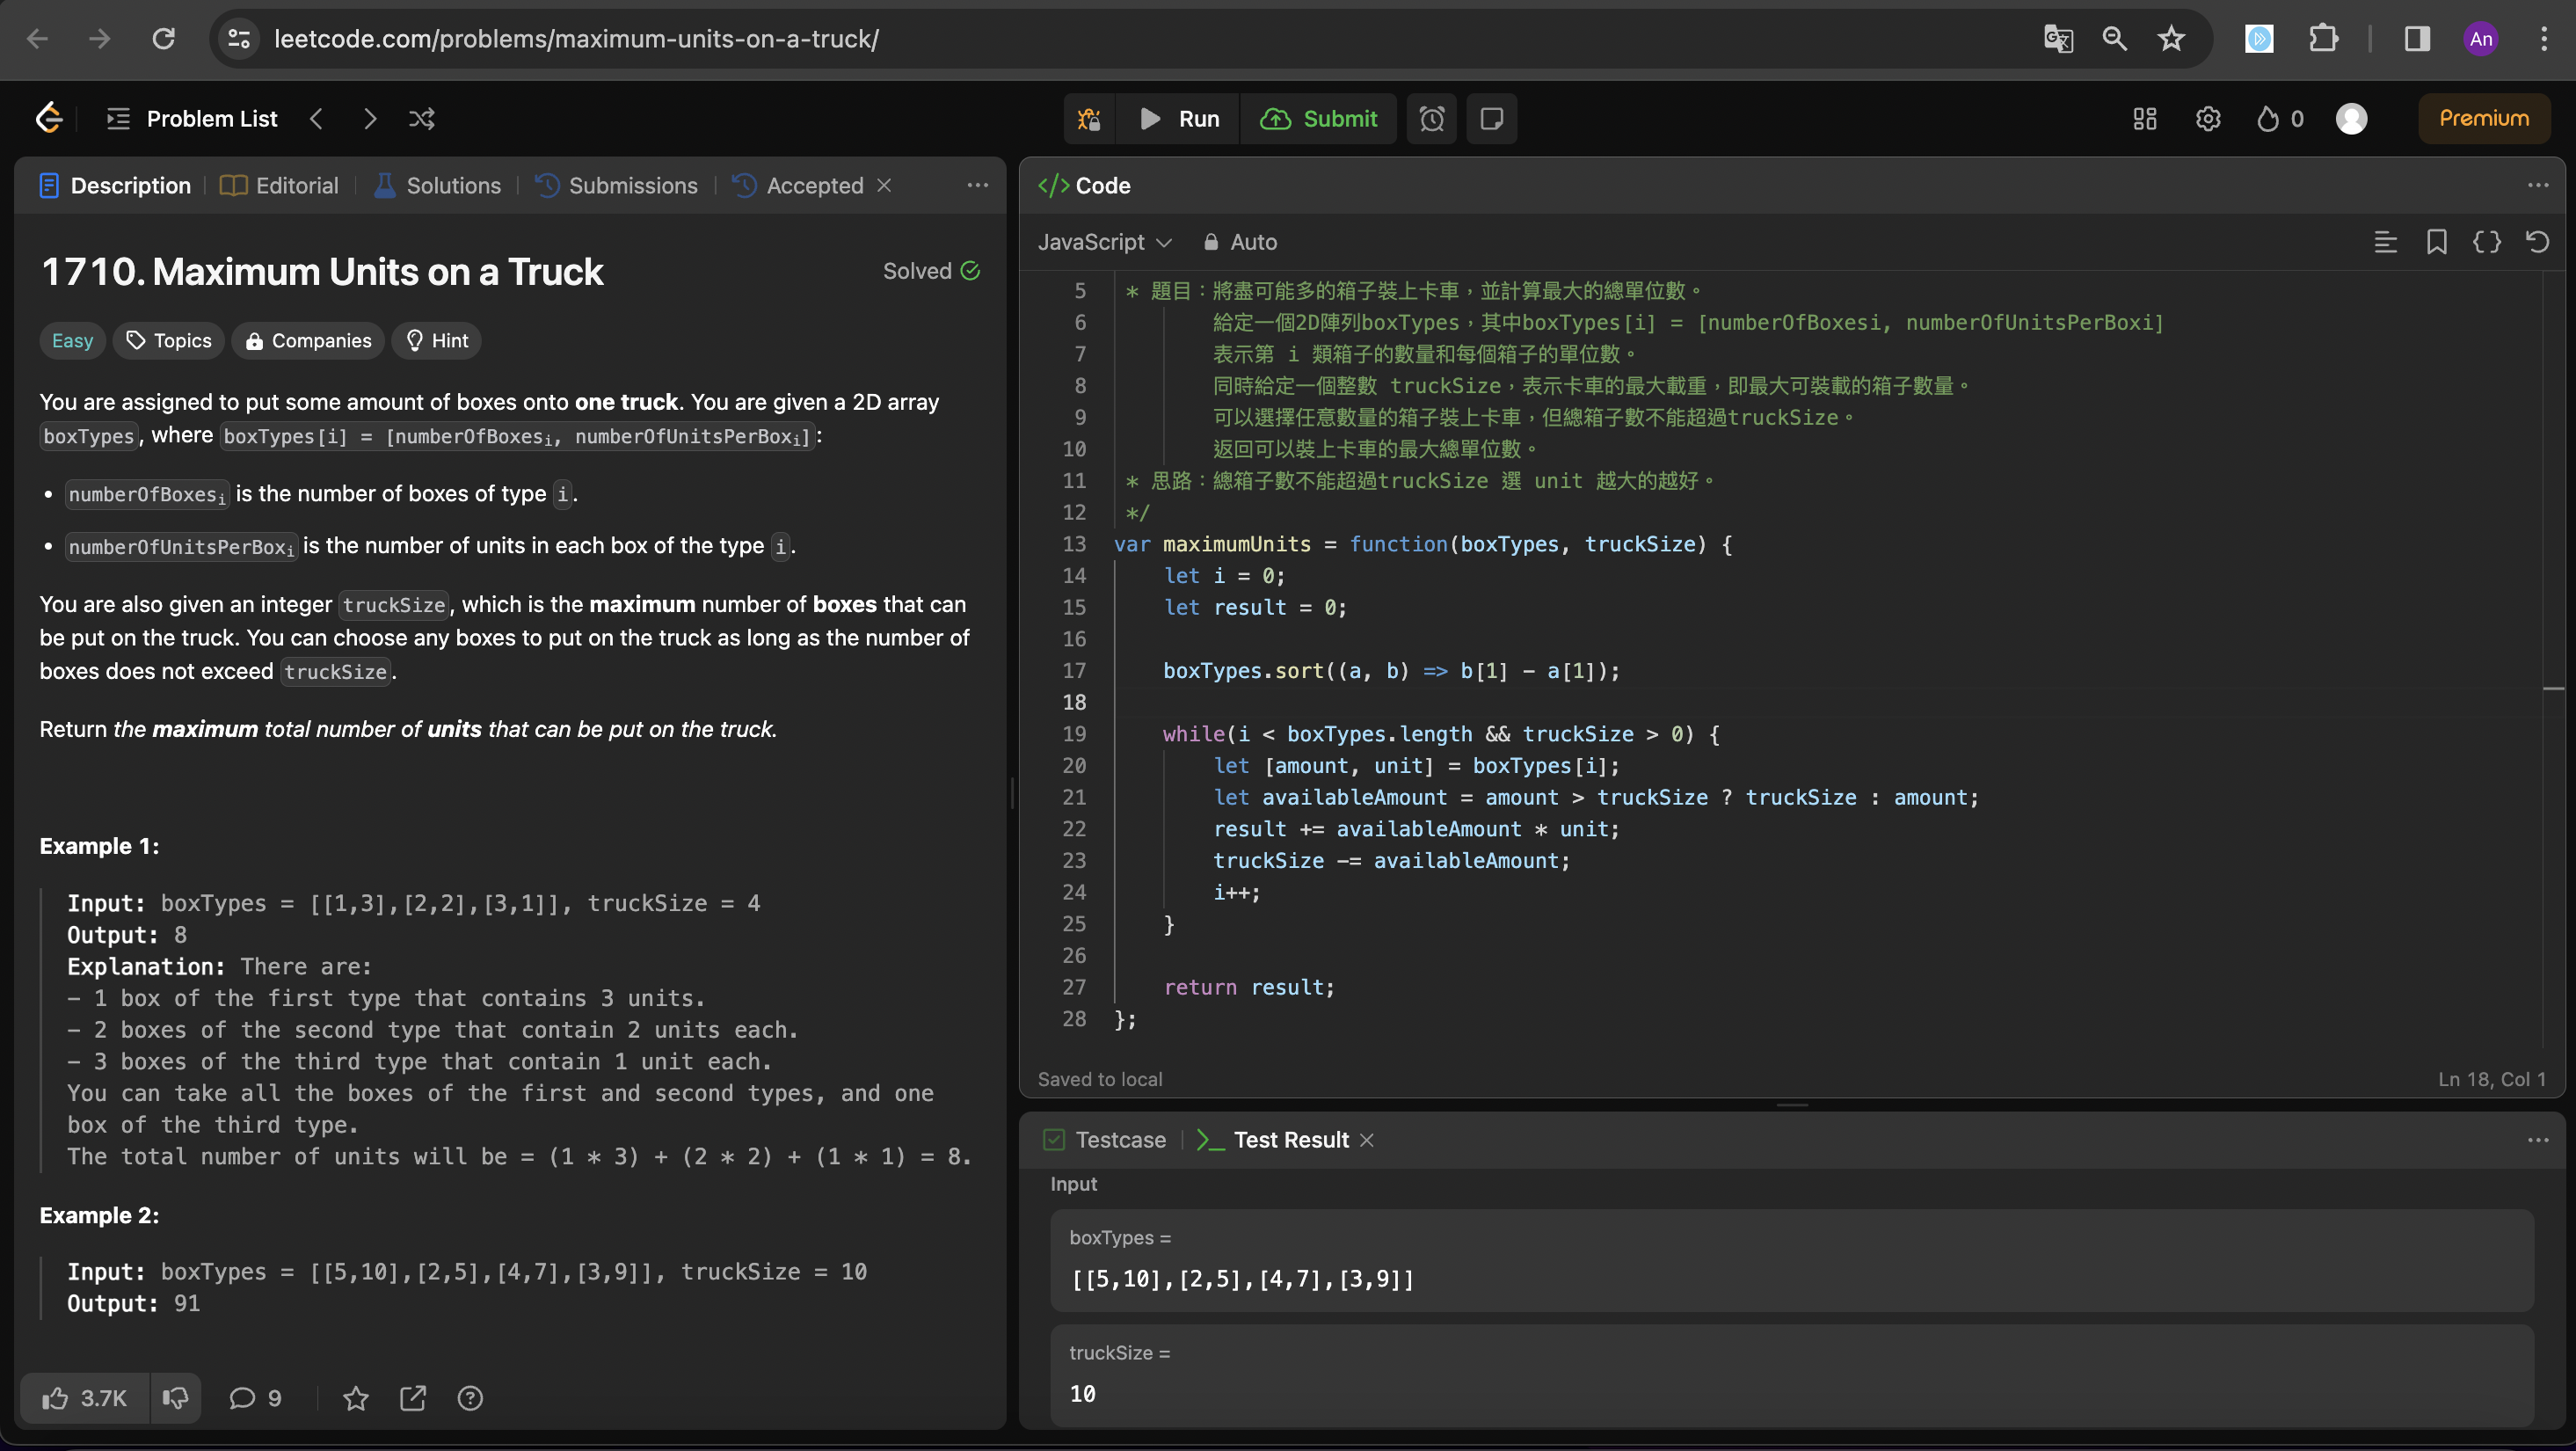 leetcode.com/problems/maximum-units-on-a-truck/
An
Problem List
Run
Submit
0
Premium
Description
Editorial
Solutions
Submissions
Accepted
1710. Maximum Units on a Truck
Solved
Easy
Topics
Companies
Hint
You are assigned to put some amount of boxes onto one truck. You are given a 2D array
boxTypes, where boxTypes[i] = [numberOfBoxesi, numberOfUnitsPerBoxi]:
• numberOfBoxesi is the number of boxes of type i.
• numberOfUnitsPerBoxi is the number of units in each box of the type i.
You are also given an integer truckSize, which is the maximum number of boxes that can
be put on the truck. You can choose any boxes to put on the truck as long as the number of
boxes does not exceed truckSize.
Return the maximum total number of units that can be put on the truck.
Example 1:
Input: boxTypes = [[1,3],[2,2],[3,1]], truckSize = 4
Output: 8
Explanation: There are:
- 1 box of the first type that contains 3 units.
- 2 boxes of the second type that contain 2 units each.
- 3 boxes of the third type that contain 1 unit each.
You can take all the boxes of the first and second types, and one
box of the third type.
The total number of units will be = (1 * 3) + (2 * 2) + (1 * 1) = 8.
Example 2:
Input: boxTypes = [[5,10],[2,5],[4,7],[3,9]], truckSize = 10
Output: 91
3.7K
9
</> Code
JavaScript
Auto
5 * 題目：將盡可能多的箱子裝上卡車，並計算最大的總單位數。
6 給定一個2D陣列boxTypes，其中boxTypes[i] = [numberOfBoxesi, numberOfUnitsPerBoxi]
7 表示第 i 類箱子的數量和每個箱子的單位數。
8 同時給定一個整數 truckSize，表示卡車的最大載重，即最大可裝載的箱子數量。
9 可以選擇任意數量的箱子裝上卡車，但總箱子數不能超過truckSize。
10 返回可以裝上卡車的最大總單位數。
11 * 思路：總箱子數不能超過truckSize 選 unit 越大的越好。
12 */
13 var maximumUnits = function(boxTypes, truckSize) {
14 let i = 0;
15 let result = 0;
16
17 boxTypes.sort((a, b) => b[1] - a[1]);
18
19 while(i < boxTypes.length && truckSize > 0) {
20 let [amount, unit] = boxTypes[i];
21 let availableAmount = amount > truckSize ? truckSize : amount;
22 result += availableAmount * unit;
23 truckSize -= availableAmount;
24 i++;
25 }
26
27 return result;
28 };
Saved to local
Ln 18, Col 1
Testcase
Test Result
Input
boxTypes =
[[5,10],[2,5],[4,7],[3,9]]
truckSize =
10